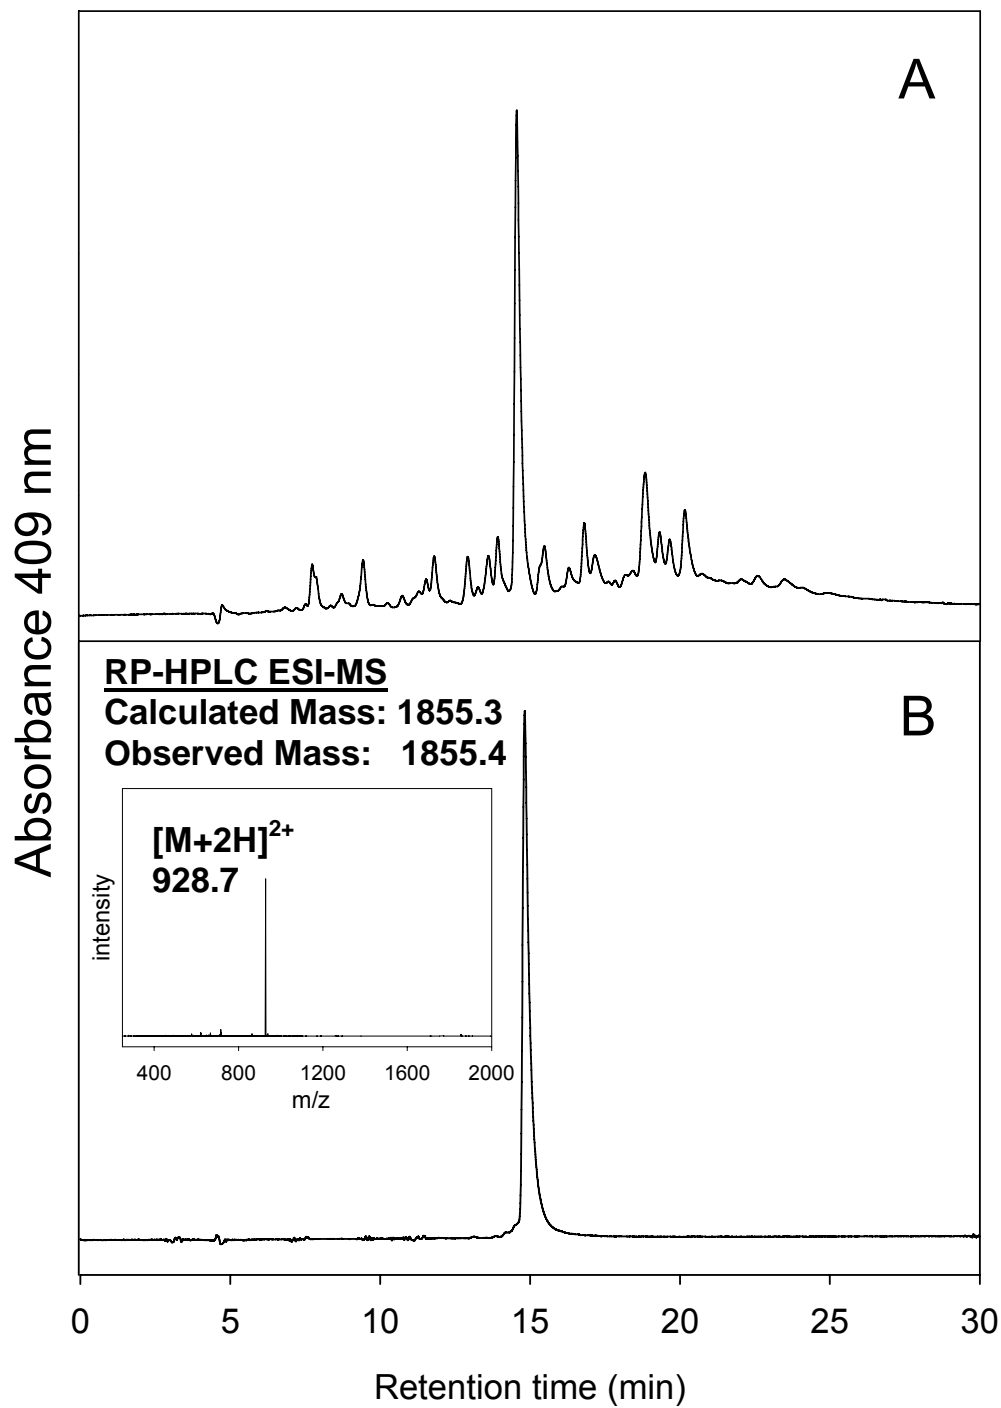 A
Absorbance 409 nm
RP-HPLC ESI-MS
Calculated Mass: 1855.3
Observed Mass: 1855.4
B
[M+2H]2+
928.7
intensity
400 800 1200 1600 2000
m/z
0 5 10 15 20 25 30
Retention time (min)